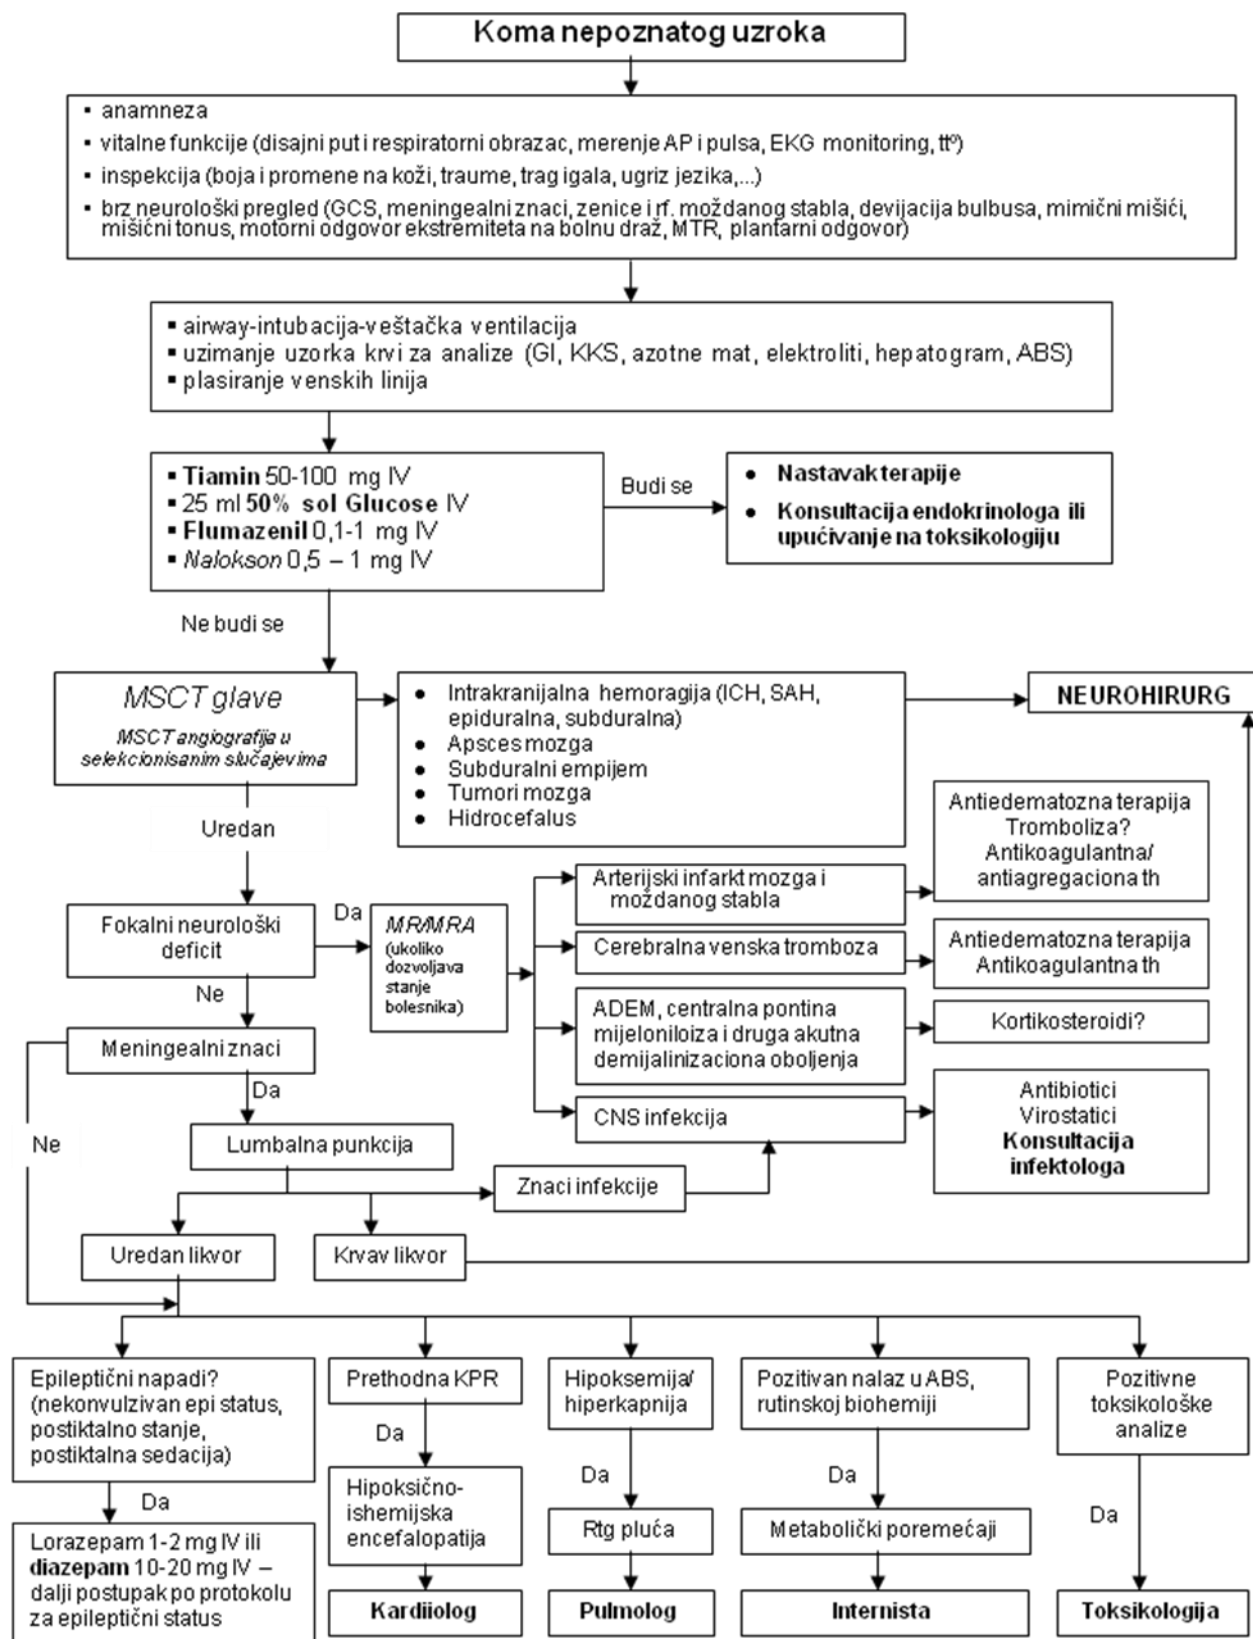 Koma nepoznatog uzroka
▪ anamneza
▪ vitalne funkcije (disajni put i respiratorni obrazac, merenje AP i pulsa, EKG monitoring, ttº)
▪ inspekcija (boja i promene na koži, traume, trag igala, ugriz jezika,...)
▪ brz neurološki pregled (GCS, meningealni znaci, zenice i rf. moždanog stabla, devijacija bulbusa, mimični mišići,
mišićni tonus, motorni odgovor ekstremiteta na bolnu draž, MTR, plantarni odgovor)
▪ airway-intubacija-veštačka ventilacija
▪ uzimanje uzorka krvi za analize (Gl, KKS, azotne mat, elektroliti, hepatogram, ABS)
▪ plasiranje venskih linija
▪ Tiamin 50-100 mg IV
▪ 25 ml 50% sol Glucose IV
▪ Flumazenil 0,1-1 mg IV
▪ Nalokson 0,5 – 1 mg IV
Budi se
● Nastavak terapije
● Konsultacija endokrinologa ili
upućivanje na toksikologiju
Ne budi se
MSCT glave
MSCT angiografija u
selekcionisanim slučajevima
● Intrakranijalna hemoragija (ICH, SAH,
epiduralna, subduralna)
● Apsces mozga
● Subduralni empijem
● Tumori mozga
● Hidrocefalus
NEUROHIRURG
Uredan
Fokalni neurološki
deficit
Da
MR/MRA
(ukoliko
dozvoljava
stanje
bolesnika)
Arterijski infarkt mozga i
moždanog stabla
Antiedematozna terapija
Tromboliza?
Antikoagulantna/
antiagregaciona th
Cerebralna venska tromboza
Antiedematozna terapija
Antikoagulantna th
ADEM, centralna pontina
mijeloniloiza i druga akutna
demijalinizaciona oboljenja
Kortikosteroidi?
CNS infekcija
Antibiotici
Virostatici
Konsultacija
infektologa
Ne
Meningealni znaci
Da
Ne
Lumbalna punkcija
Znaci infekcije
Uredan likvor
Krvav likvor
Epileptični napadi?
(nekonvulzivan epi status,
postiktalno stanje,
postiktalna sedacija)
Da
Lorazepam 1-2 mg IV ili
diazepam 10-20 mg IV –
dalji postupak po protokolu
za epileptični status
Prethodna KPR
Da
Hipoksično-
ishemijska
encefalopatija
Kardiiolog
Hipoksemija/
hiperkapnija
Da
Rtg pluća
Pulmolog
Pozitivan nalaz u ABS,
rutinskoj biohemiji
Da
Metabolički poremećaji
Internista
Pozitivne
toksikološke
analize
Da
Toksikologija